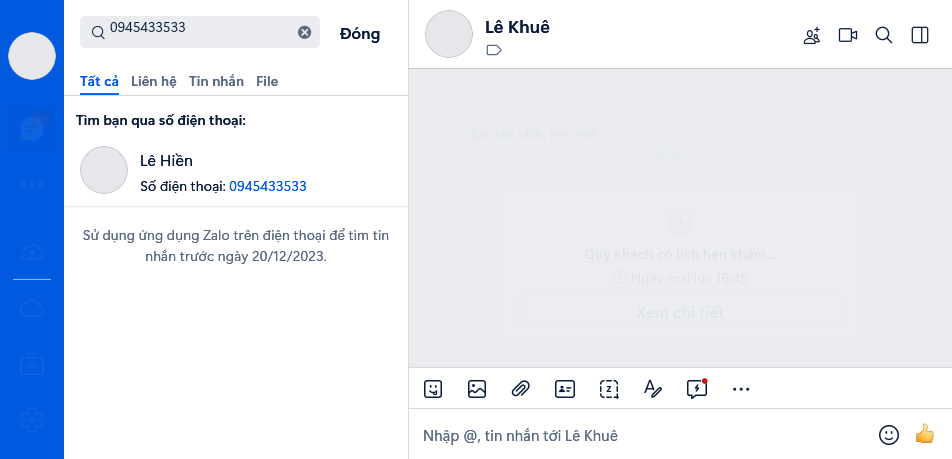 0945433533
Đóng
Tất cả Liên hệ Tin nhắn File
Tìm bạn qua số điện thoại:
Lê Hiền
Số điện thoại: 0945433533
Sử dụng ứng dụng Zalo trên điện thoại để tìm tin
nhắn trước ngày 20/12/2023.
Lê Khuê
Bạn tạo nhắc hẹn mới
Xem
Quý khách có lịch hẹn khám...
Ngày mai lúc 16:45
Xem chi tiết
Nhập @, tin nhắn tới Lê Khuê